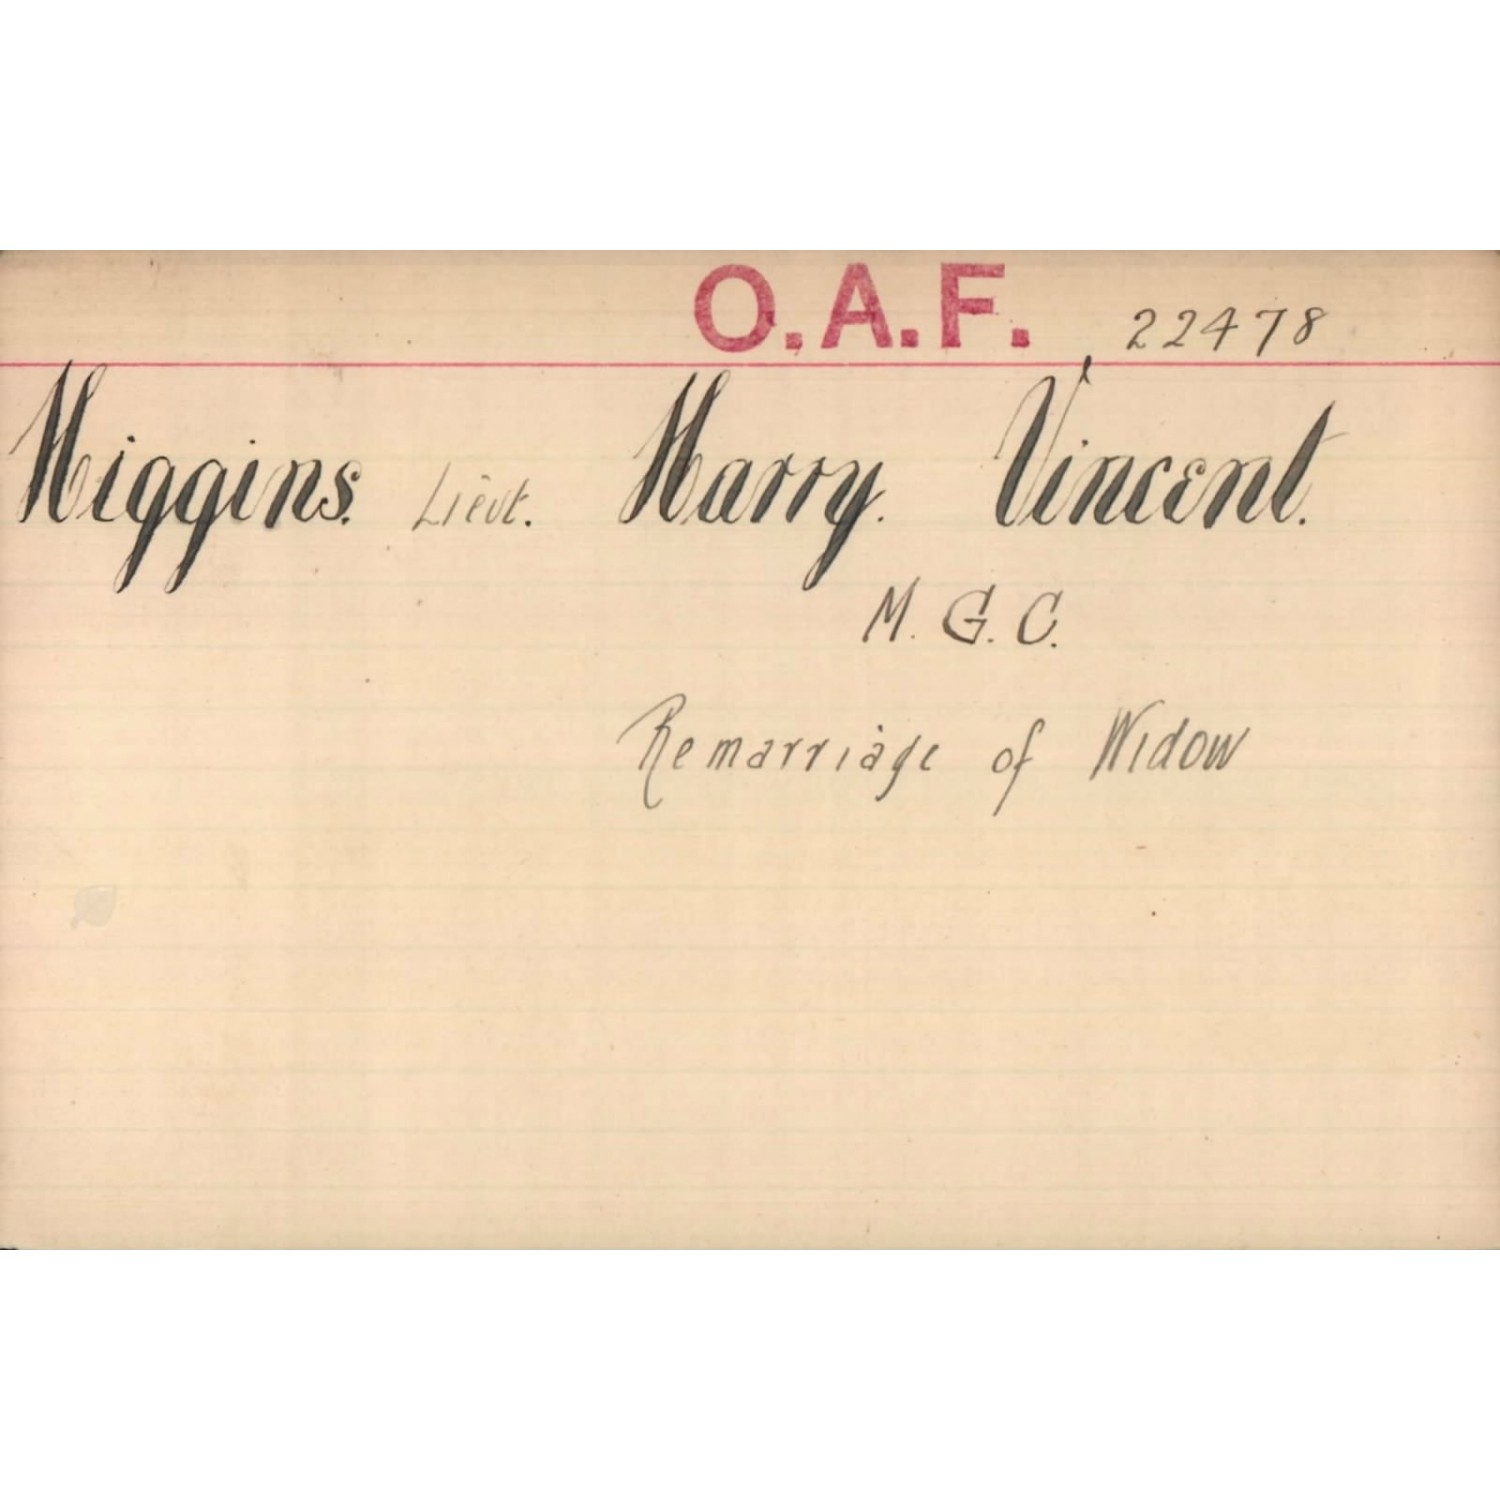 O.A.F. 22478
Higgins. Lieut. Harry. Vincent.
M. G. C.
Remarriage of Widow